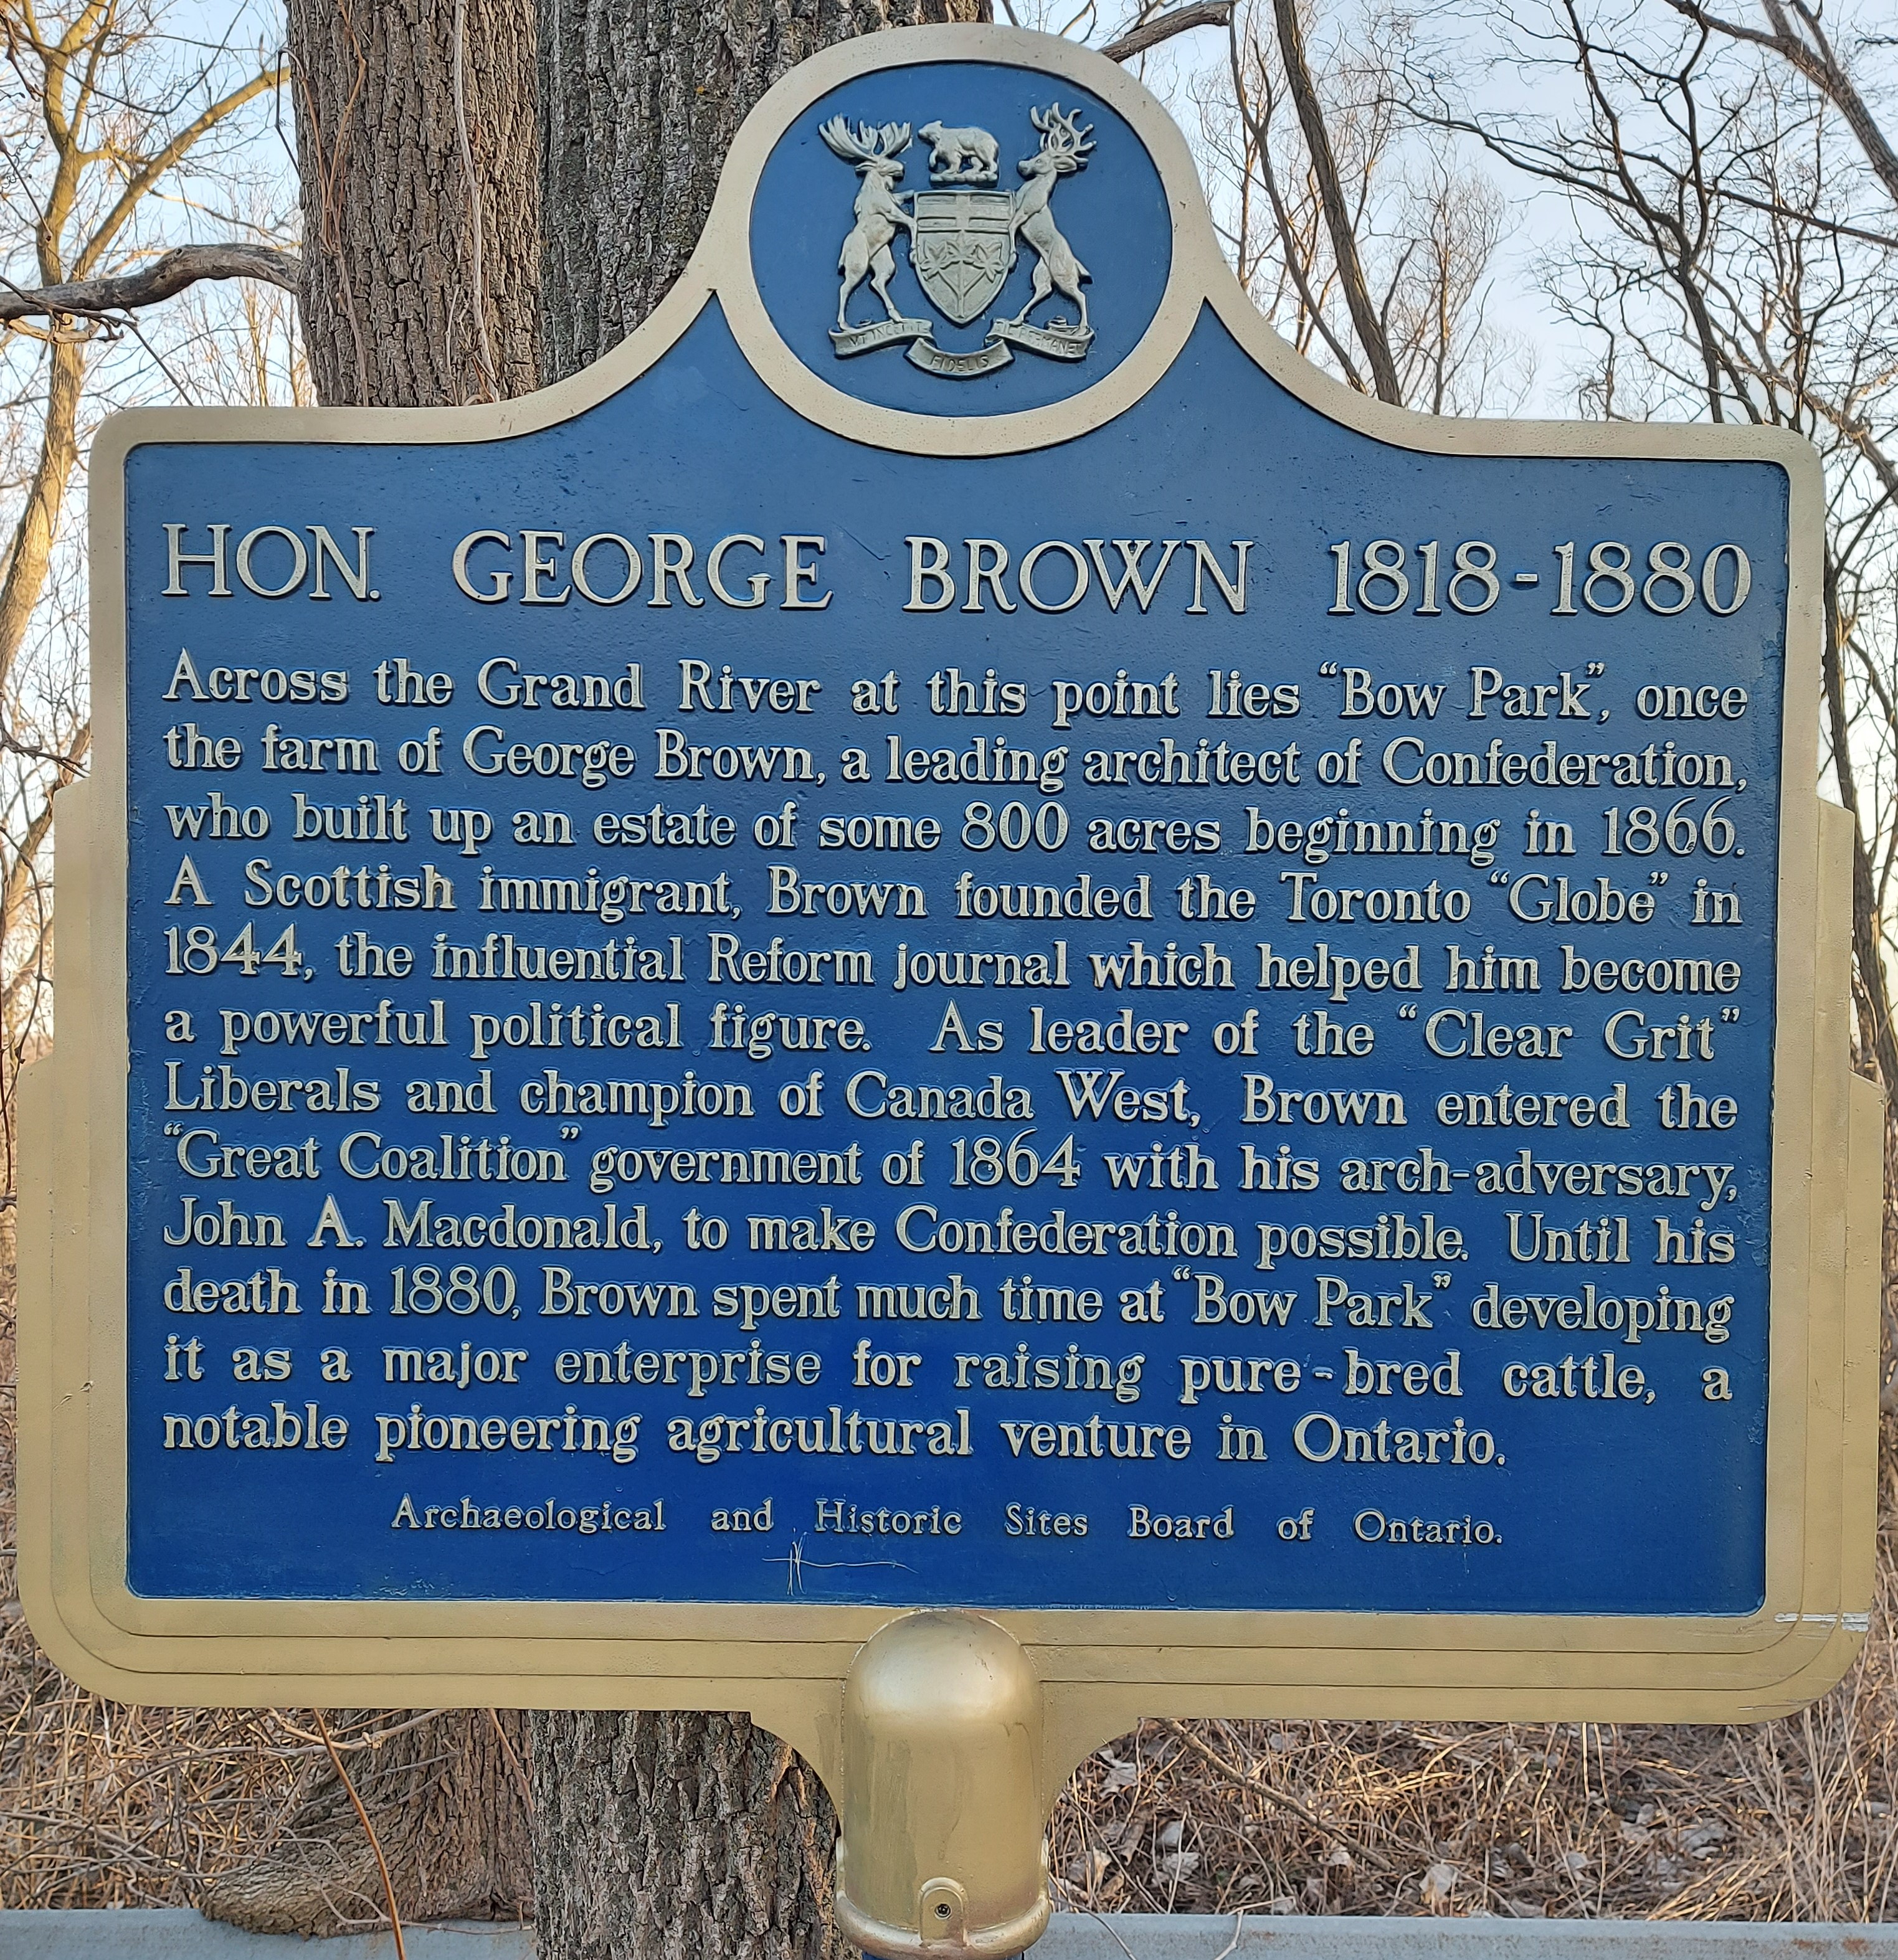 VT INCEPIT
FIDELIS
SIC PERMANET
HON. GEORGE BROWN 1818-1880
Across the Grand River at this point lies “Bow Park”, once
the farm of George Brown, a leading architect of Confederation,
who built up an estate of some 800 acres beginning in 1866.
A Scottish immigrant, Brown founded the Toronto “Globe” in
1844, the influential Reform journal which helped him become
a powerful political figure. As leader of the “Clear Grit”
Liberals and champion of Canada West, Brown entered the
“Great Coalition” government of 1864 with his arch-adversary,
John A. Macdonald, to make Confederation possible. Until his
death in 1880, Brown spent much time at “Bow Park” developing
it as a major enterprise for raising pure-bred cattle, a
notable pioneering agricultural venture in Ontario.
Archaeological and Historic Sites Board of Ontario.